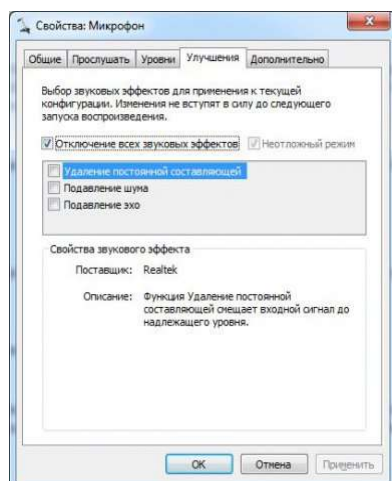 Свойства: Микрофон
Общие Прослушать Уровни Улучшения Дополнительно
Выбор звуковых эффектов для применения к текущей
конфигурации. Изменения не вступят в силу до следующего
запуска воспроизведения.
Отключение всех звуковых эффектов Неотложный режим
Удаление постоянной составляющей
Подавление шума
Подавление эхо
Свойства звукового эффекта
Поставщик: Realtek
Описание: Функция Удаление постоянной
составляющей смещает входной сигнал до
надлежащего уровня.
OK Отмена Применить